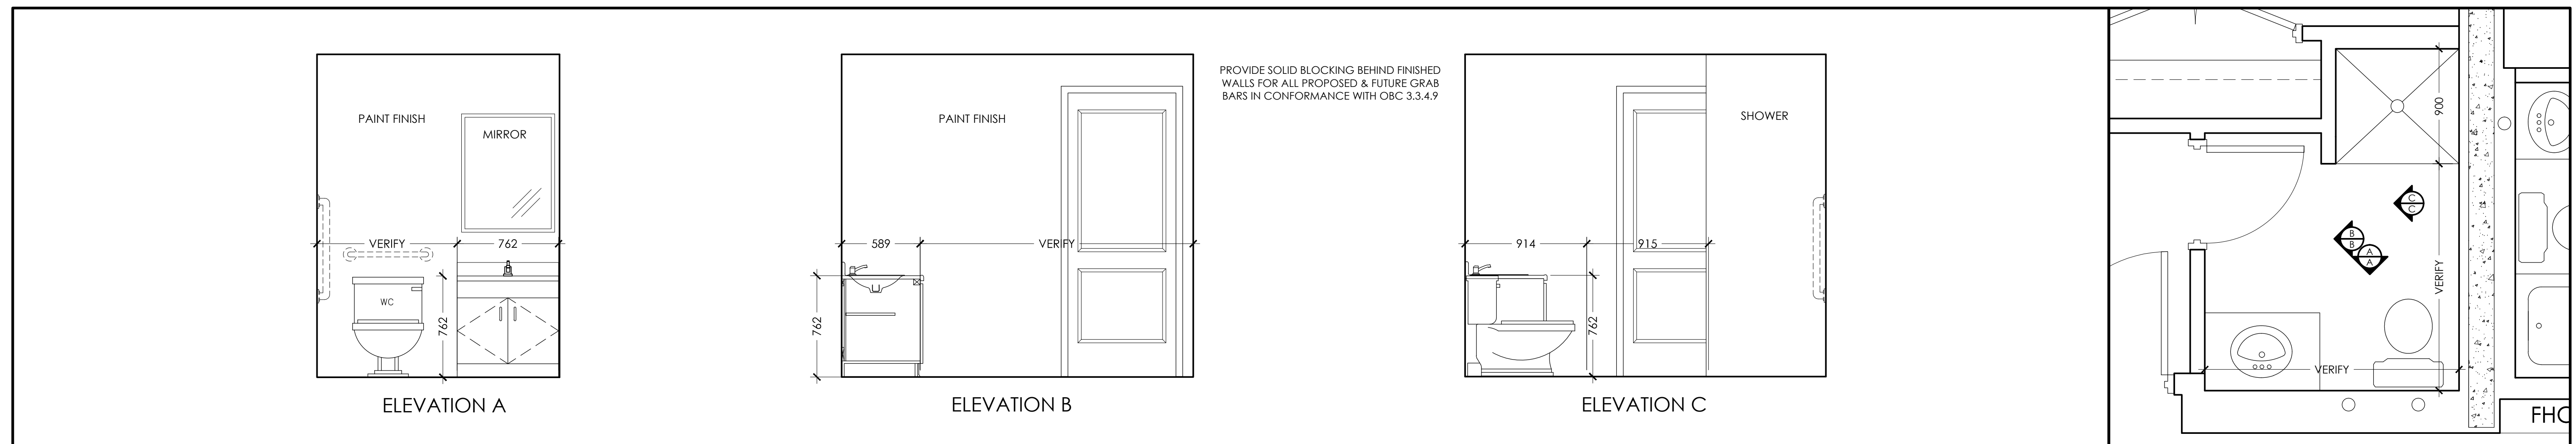 PAINT FINISH
MIRROR
VERIFY
762
WC
762
ELEVATION A
PAINT FINISH
589
VERIFY
762
ELEVATION B
PROVIDE SOLID BLOCKING BEHIND FINISHED
WALLS FOR ALL PROPOSED & FUTURE GRAB
BARS IN CONFORMANCE WITH OBC 3.3.4.9
SHOWER
914
915
762
ELEVATION C
900
C
C
B
B
A
A
VERIFY
VERIFY